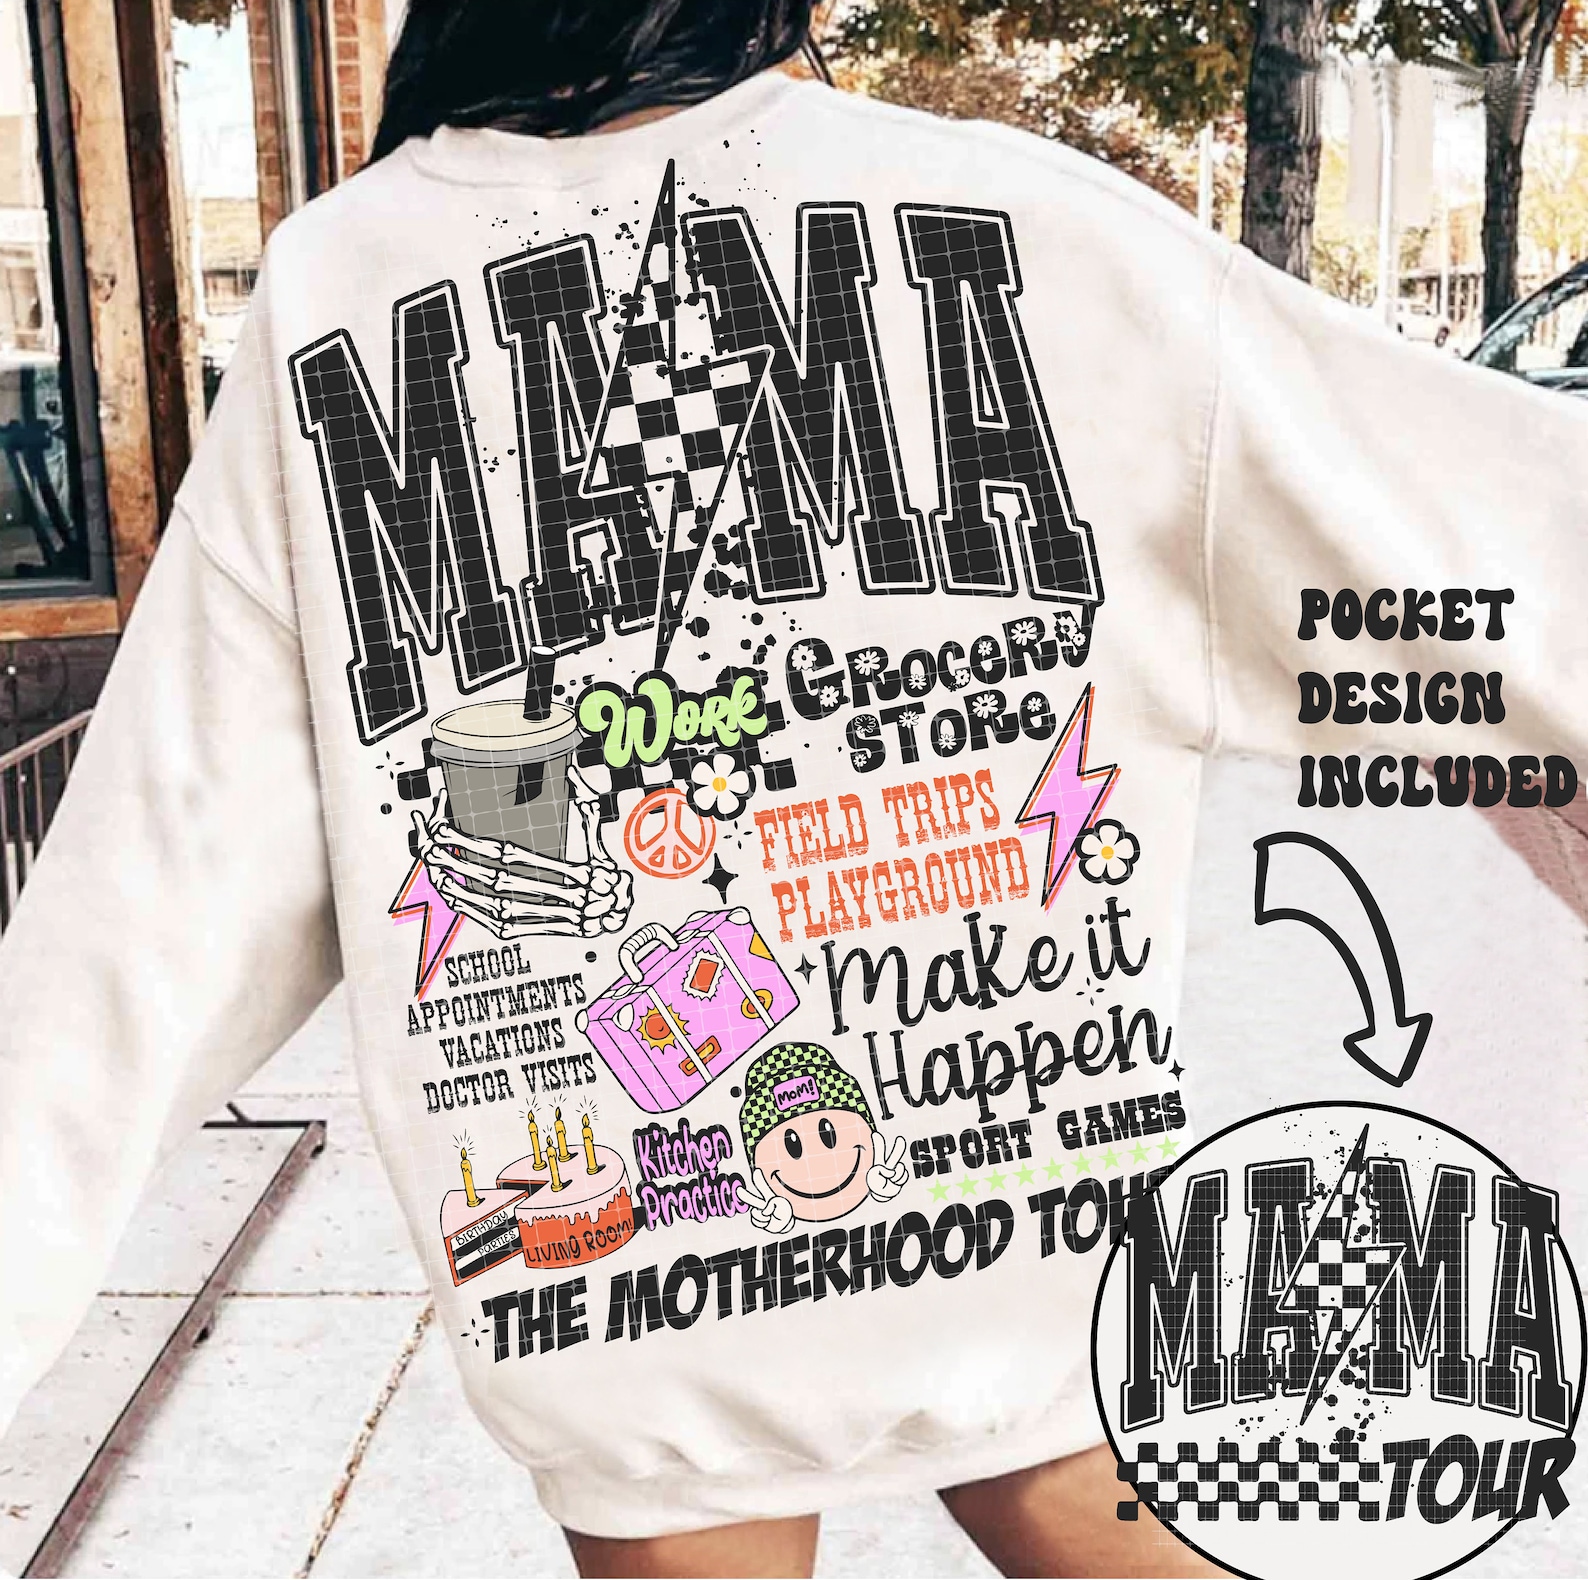 MAMA
WORK
GROCERY
STORE
FIELD TRIPS
PLAYGROUND
SCHOOL
APPOINTMENTS
VACATIONS
DOCTOR VISITS
Make it
Happen
MOM!
Kitchen
Practice
SPORT GAMES
BIRTHDAY
PARTIES
LIVING ROOM!
THE MOTHERHOOD TOU
POCKET
DESIGN
INCLUDED
MAMA
TOUR